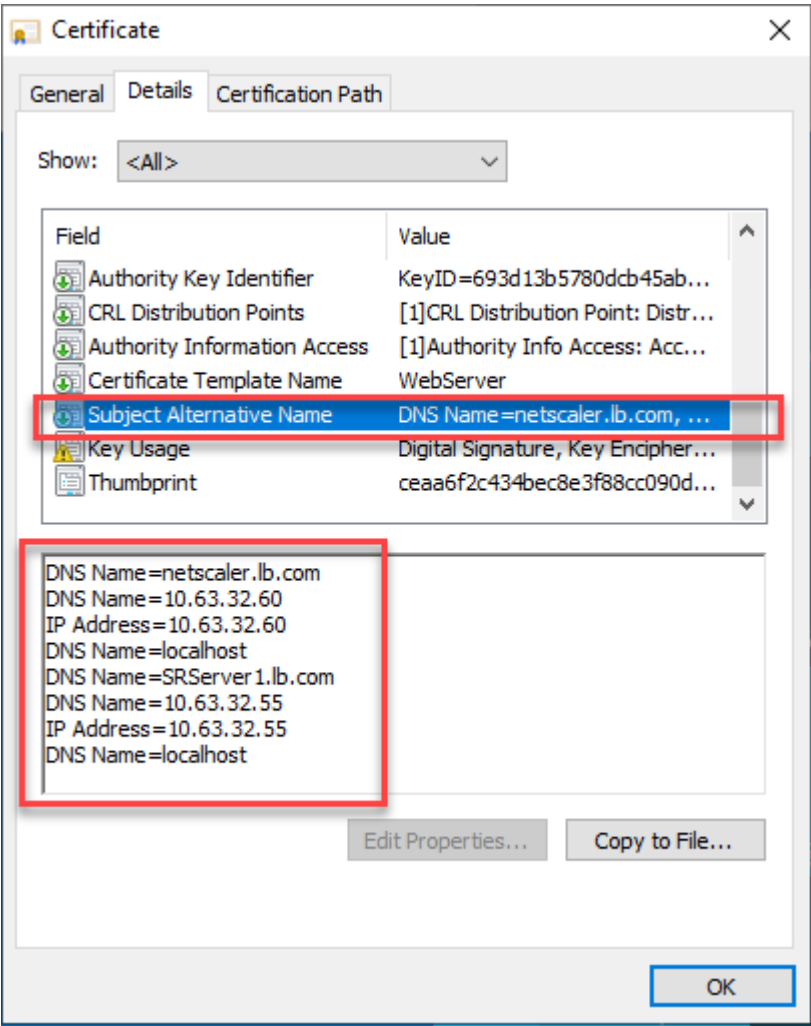 Certificate
General Details Certification Path
Show: <All>
Field Value
Authority Key Identifier KeyID=693d13b5780dcb45ab...
CRL Distribution Points [1]CRL Distribution Point: Distr...
Authority Information Access [1]Authority Info Access: Acc...
Certificate Template Name WebServer
Subject Alternative Name DNS Name=netscaler.lb.com, ...
Key Usage Digital Signature, Key Encipher...
Thumbprint ceaa6f2c434bec8e3f88cc090d...
DNS Name=netscaler.lb.com
DNS Name=10.63.32.60
IP Address=10.63.32.60
DNS Name=localhost
DNS Name=SRServer1.lb.com
DNS Name=10.63.32.55
IP Address=10.63.32.55
DNS Name=localhost
Edit Properties... Copy to File...
OK